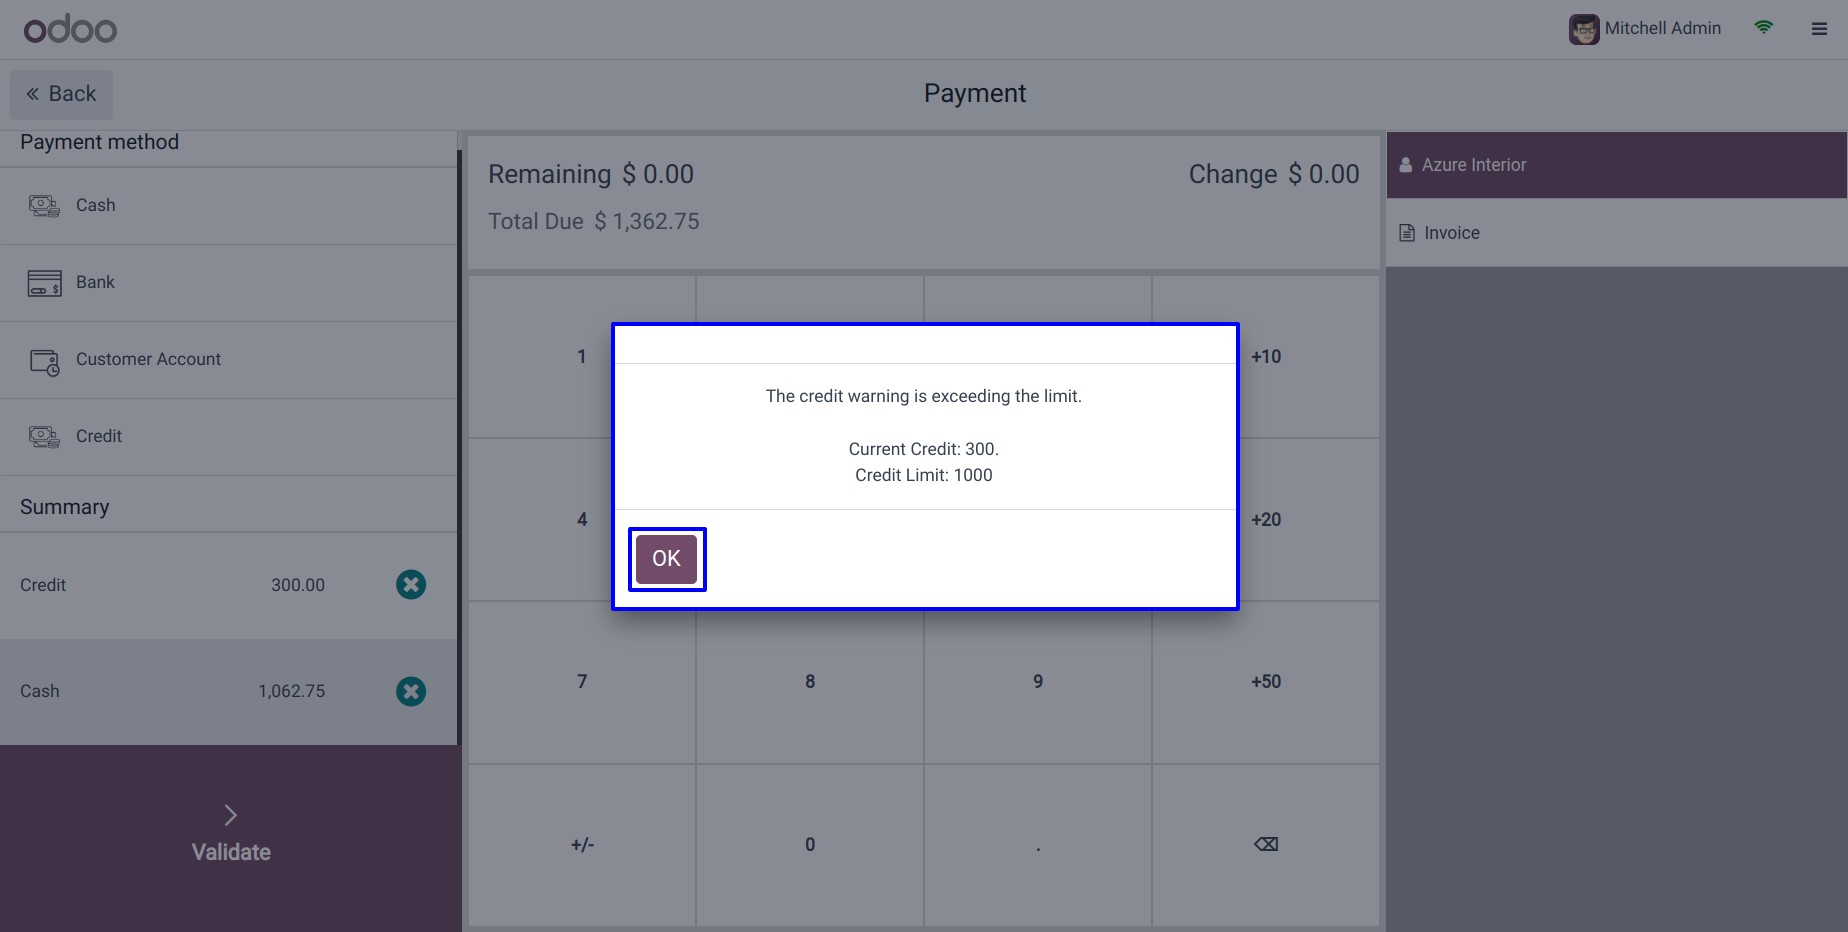 odoo
Mitchell Admin
Back
Payment
Payment method
Cash
Bank
Customer Account
Credit
Summary
Credit 300.00
Cash 1,062.75
Validate
Remaining $ 0.00
Change $ 0.00
Total Due $ 1,362.75
1
+10
4
+20
7 8 9 +50
+/- 0 .
The credit warning is exceeding the limit.
Current Credit: 300.
Credit Limit: 1000
OK
Azure Interior
Invoice